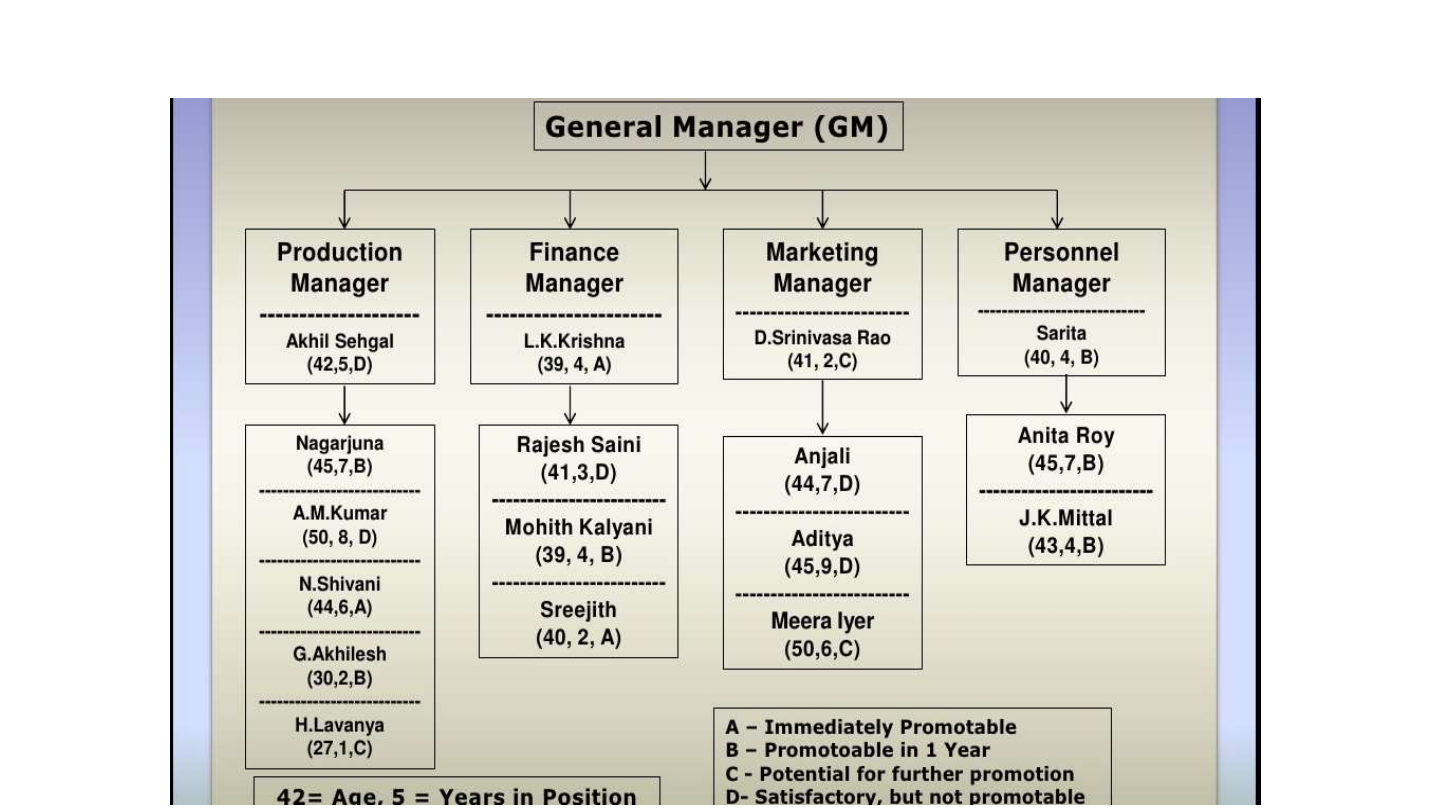 General Manager (GM)
Production
Manager
--------------------
Akhil Sehgal
(42,5,D)
Finance
Manager
----------------------
L.K.Krishna
(39, 4, A)
Marketing
Manager
-------------------------
D.Srinivasa Rao
(41, 2,C)
Personnel
Manager
-------------------------
Sarita
(40, 4, B)
Nagarjuna
(45,7,B)
----------------------------
A.M.Kumar
(50, 8, D)
----------------------------
N.Shivani
(44,6,A)
----------------------------
G.Akhilesh
(30,2,B)
----------------------------
H.Lavanya
(27,1,C)
Rajesh Saini
(41,3,D)
-------------------------
Mohith Kalyani
(39, 4, B)
-------------------------
Sreejith
(40, 2, A)
Anjali
(44,7,D)
-------------------------
Aditya
(45,9,D)
-------------------------
Meera Iyer
(50,6,C)
Anita Roy
(45,7,B)
-------------------------
J.K.Mittal
(43,4,B)
42= Age, 5 = Years in Position
A – Immediately Promotable
B – Promotoable in 1 Year
C - Potential for further promotion
D- Satisfactory, but not promotable